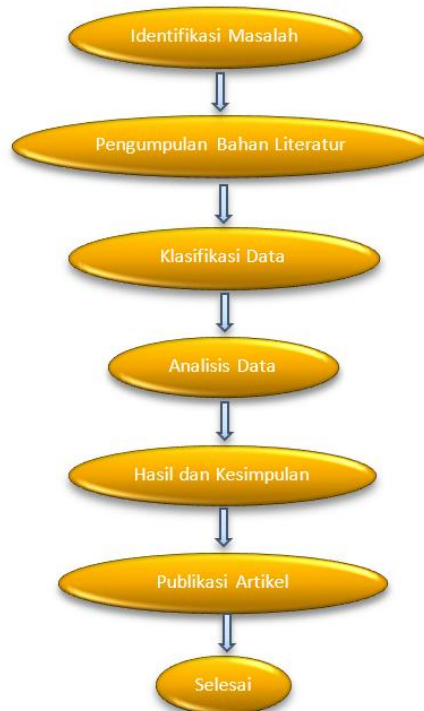 Identifikasi Masalah
Pengumpulan Bahan Literatur
Klasifikasi Data
Analisis Data
Hasil dan Kesimpulan
Publikasi Artikel
Selesai